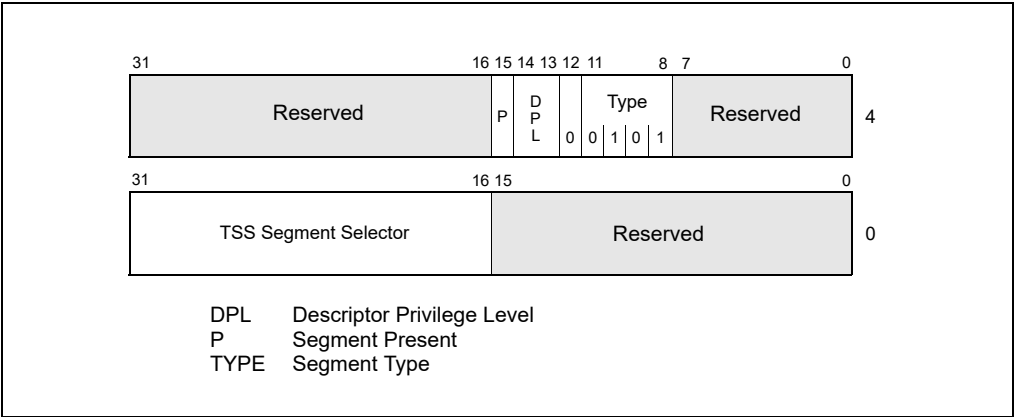 31 16 15 14 13 12 11 8 7 0
Reserved P DPL 0 Type 0 1 0 1 Reserved 4
31 16 15 0
TSS Segment Selector Reserved 0
DPL Descriptor Privilege Level
P Segment Present
TYPE Segment Type